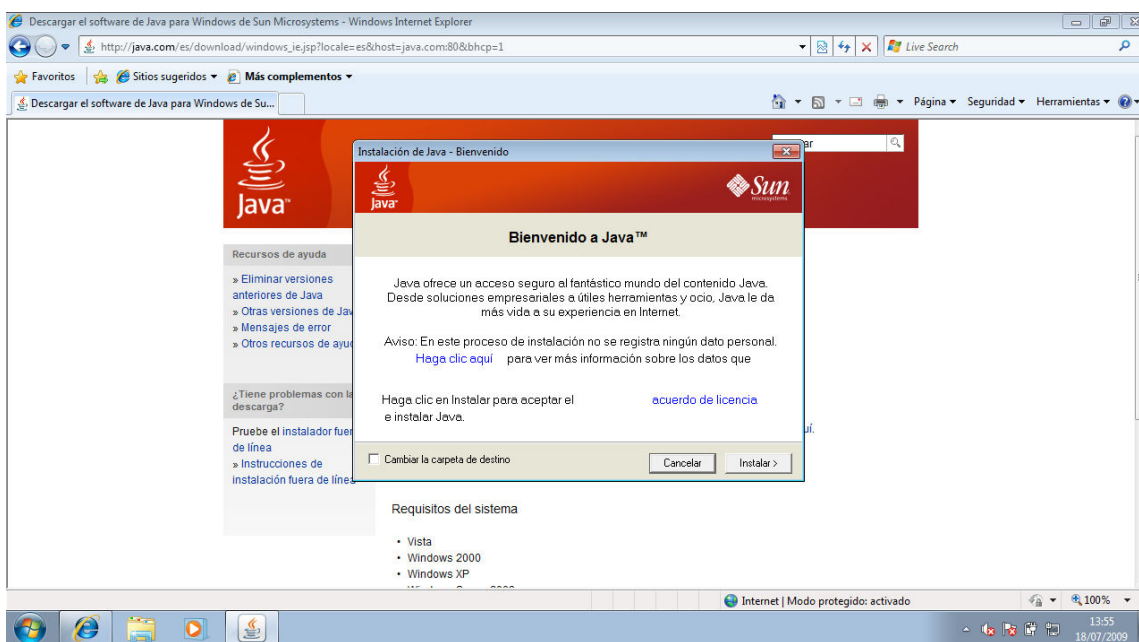 Descargar el software de Java para Windows de Sun Microsystems - Windows Internet Explorer
http://java.com/es/download/windows_ie.jsp?locale=es&host=java.com:80&bhcp=1
Live Search
Favoritos
Sitios sugeridos
Más complementos
Descargar el software de Java para Windows de Su...
Página
Seguridad
Herramientas
Java™
ar
Instalación de Java - Bienvenido
Java™
Sun
microsystems
Bienvenido a Java™
Java ofrece un acceso seguro al fantástico mundo del contenido Java.
Desde soluciones empresariales a útiles herramientas y ocio, Java le da
más vida a su experiencia en Internet.
Aviso: En este proceso de instalación no se registra ningún dato personal.
Haga clic aquí para ver más información sobre los datos que
Haga clic en Instalar para aceptar el acuerdo de licencia
e instalar Java.
Cambiar la carpeta de destino
Cancelar
Instalar >
Recursos de ayuda
» Eliminar versiones
anteriores de Java
» Otras versiones de Jav
» Mensajes de error
» Otros recursos de ayuc
¿Tiene problemas con la
descarga?
Pruebe el instalador fuer
de línea
» Instrucciones de
instalación fuera de línea
uí.
Requisitos del sistema
• Vista
• Windows 2000
• Windows XP
Internet | Modo protegido: activado
100%
13:55
18/07/2009